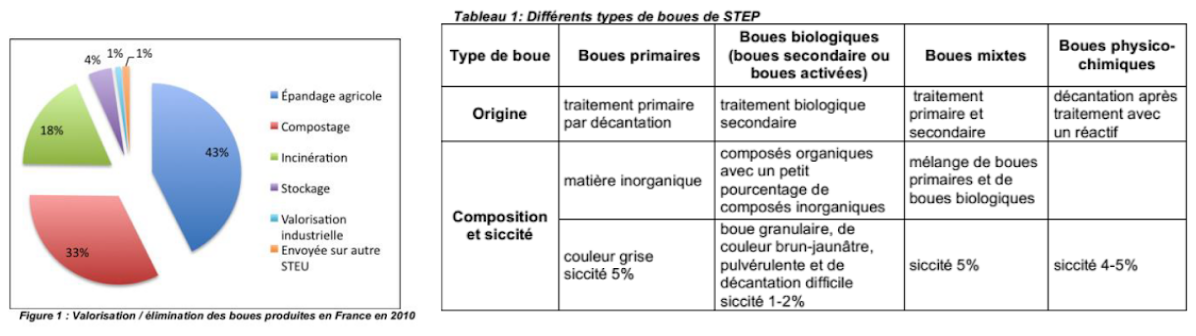 4%
1%
1%
18%
43%
33%
Épandage agricole
Compostage
Incinération
Stockage
Valorisation
industrielle
Envoyée sur autre
STEU
Figure 1 : Valorisation / élimination des boues produites en France en 2010
Tableau 1: Différents types de boues de STEP
Type de boue
Boues primaires
Boues biologiques
(boues secondaire ou
boues activées)
Boues mixtes
Boues physico-
chimiques
Origine
traitement primaire
par décantation
traitement biologique
secondaire
traitement
primaire et
secondaire
décantation après
traitement avec
un réactif
Composition
et siccité
matière inorganique
composés organiques
avec un petit
pourcentage de
composés inorganiques
mélange de boues
primaires et de
boues biologiques
couleur grise
siccité 5%
boue granulaire, de
couleur brun-jaunâtre,
pulvérulente et de
décantation difficile
siccité 1-2%
siccité 5%
siccité 4-5%